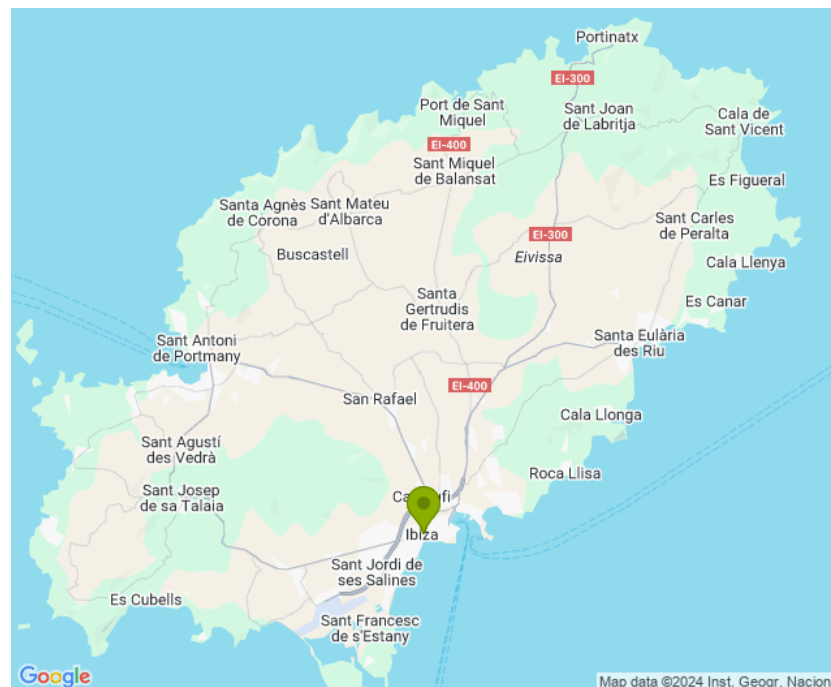 Portinatx
EI-300
Port de Sant
Miquel
Sant Joan
de Labritja
Cala de
Sant Vicent
EI-400
Sant Miquel
de Balansat
Es Figueral
Santa Agnès
de Corona
Sant Mateu
d'Albarca
Sant Carles
de Peralta
EI-300
Buscastell
Eivissa
Cala Llenya
Santa
Gertrudis
de Fruitera
Es Canar
Sant Antoni
de Portmany
Santa Eulària
des Riu
EI-400
San Rafael
Cala Llonga
Sant Agustí
des Vedrà
Roca Llisa
Sant Josep
de sa Talaia
Ibiza
Sant Jordi de
ses Salines
Es Cubells
Sant Francesc
de s'Estany
Google
Map data ©2024 Inst. Geogr. Nacion